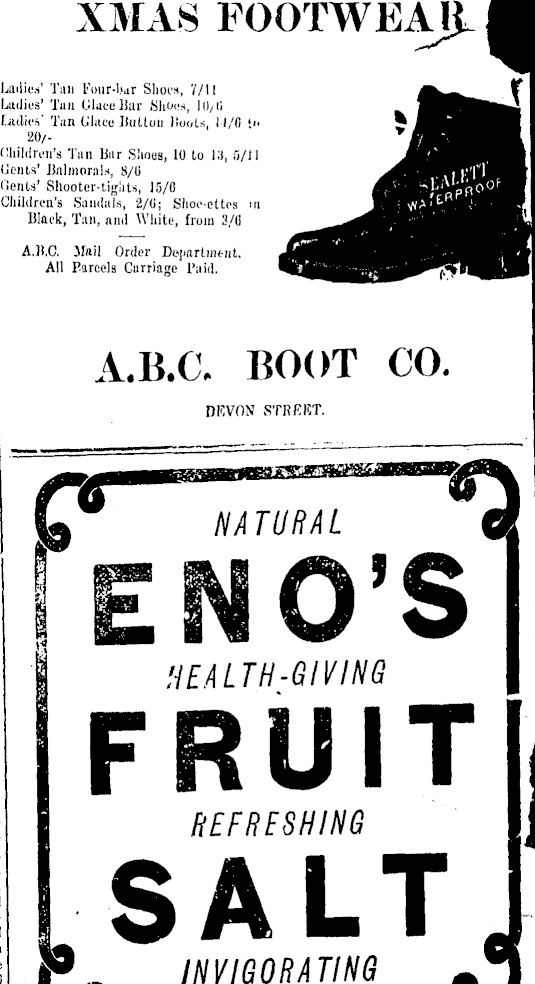 XMAS FOOTWEAR
Ladies' Tan Four-bar Shoes, 7/11
Ladies' Tan Glace Bar Shoes, 10/6
Ladies' Tan Glace Button Boots, 14/6 to
20/-
Children's Tan Bar Shoes, 10 to 13, 5/11
Gents' Balmorals, 8/6
Gents' Shooter-tights, 15/6
Children's Sandals, 2/6; Shoe-ettes in
Black, Tan, and White, from 3/6
A.B.C. Mail Order Department.
All Parcels Carriage Paid.
SEALETT
WATERPROOF
A.B.C. BOOT CO.
DEVON STREET.
NATURAL
ENO'S
HEALTH-GIVING
FRUIT
REFRESHING
SALT
INVIGORATING